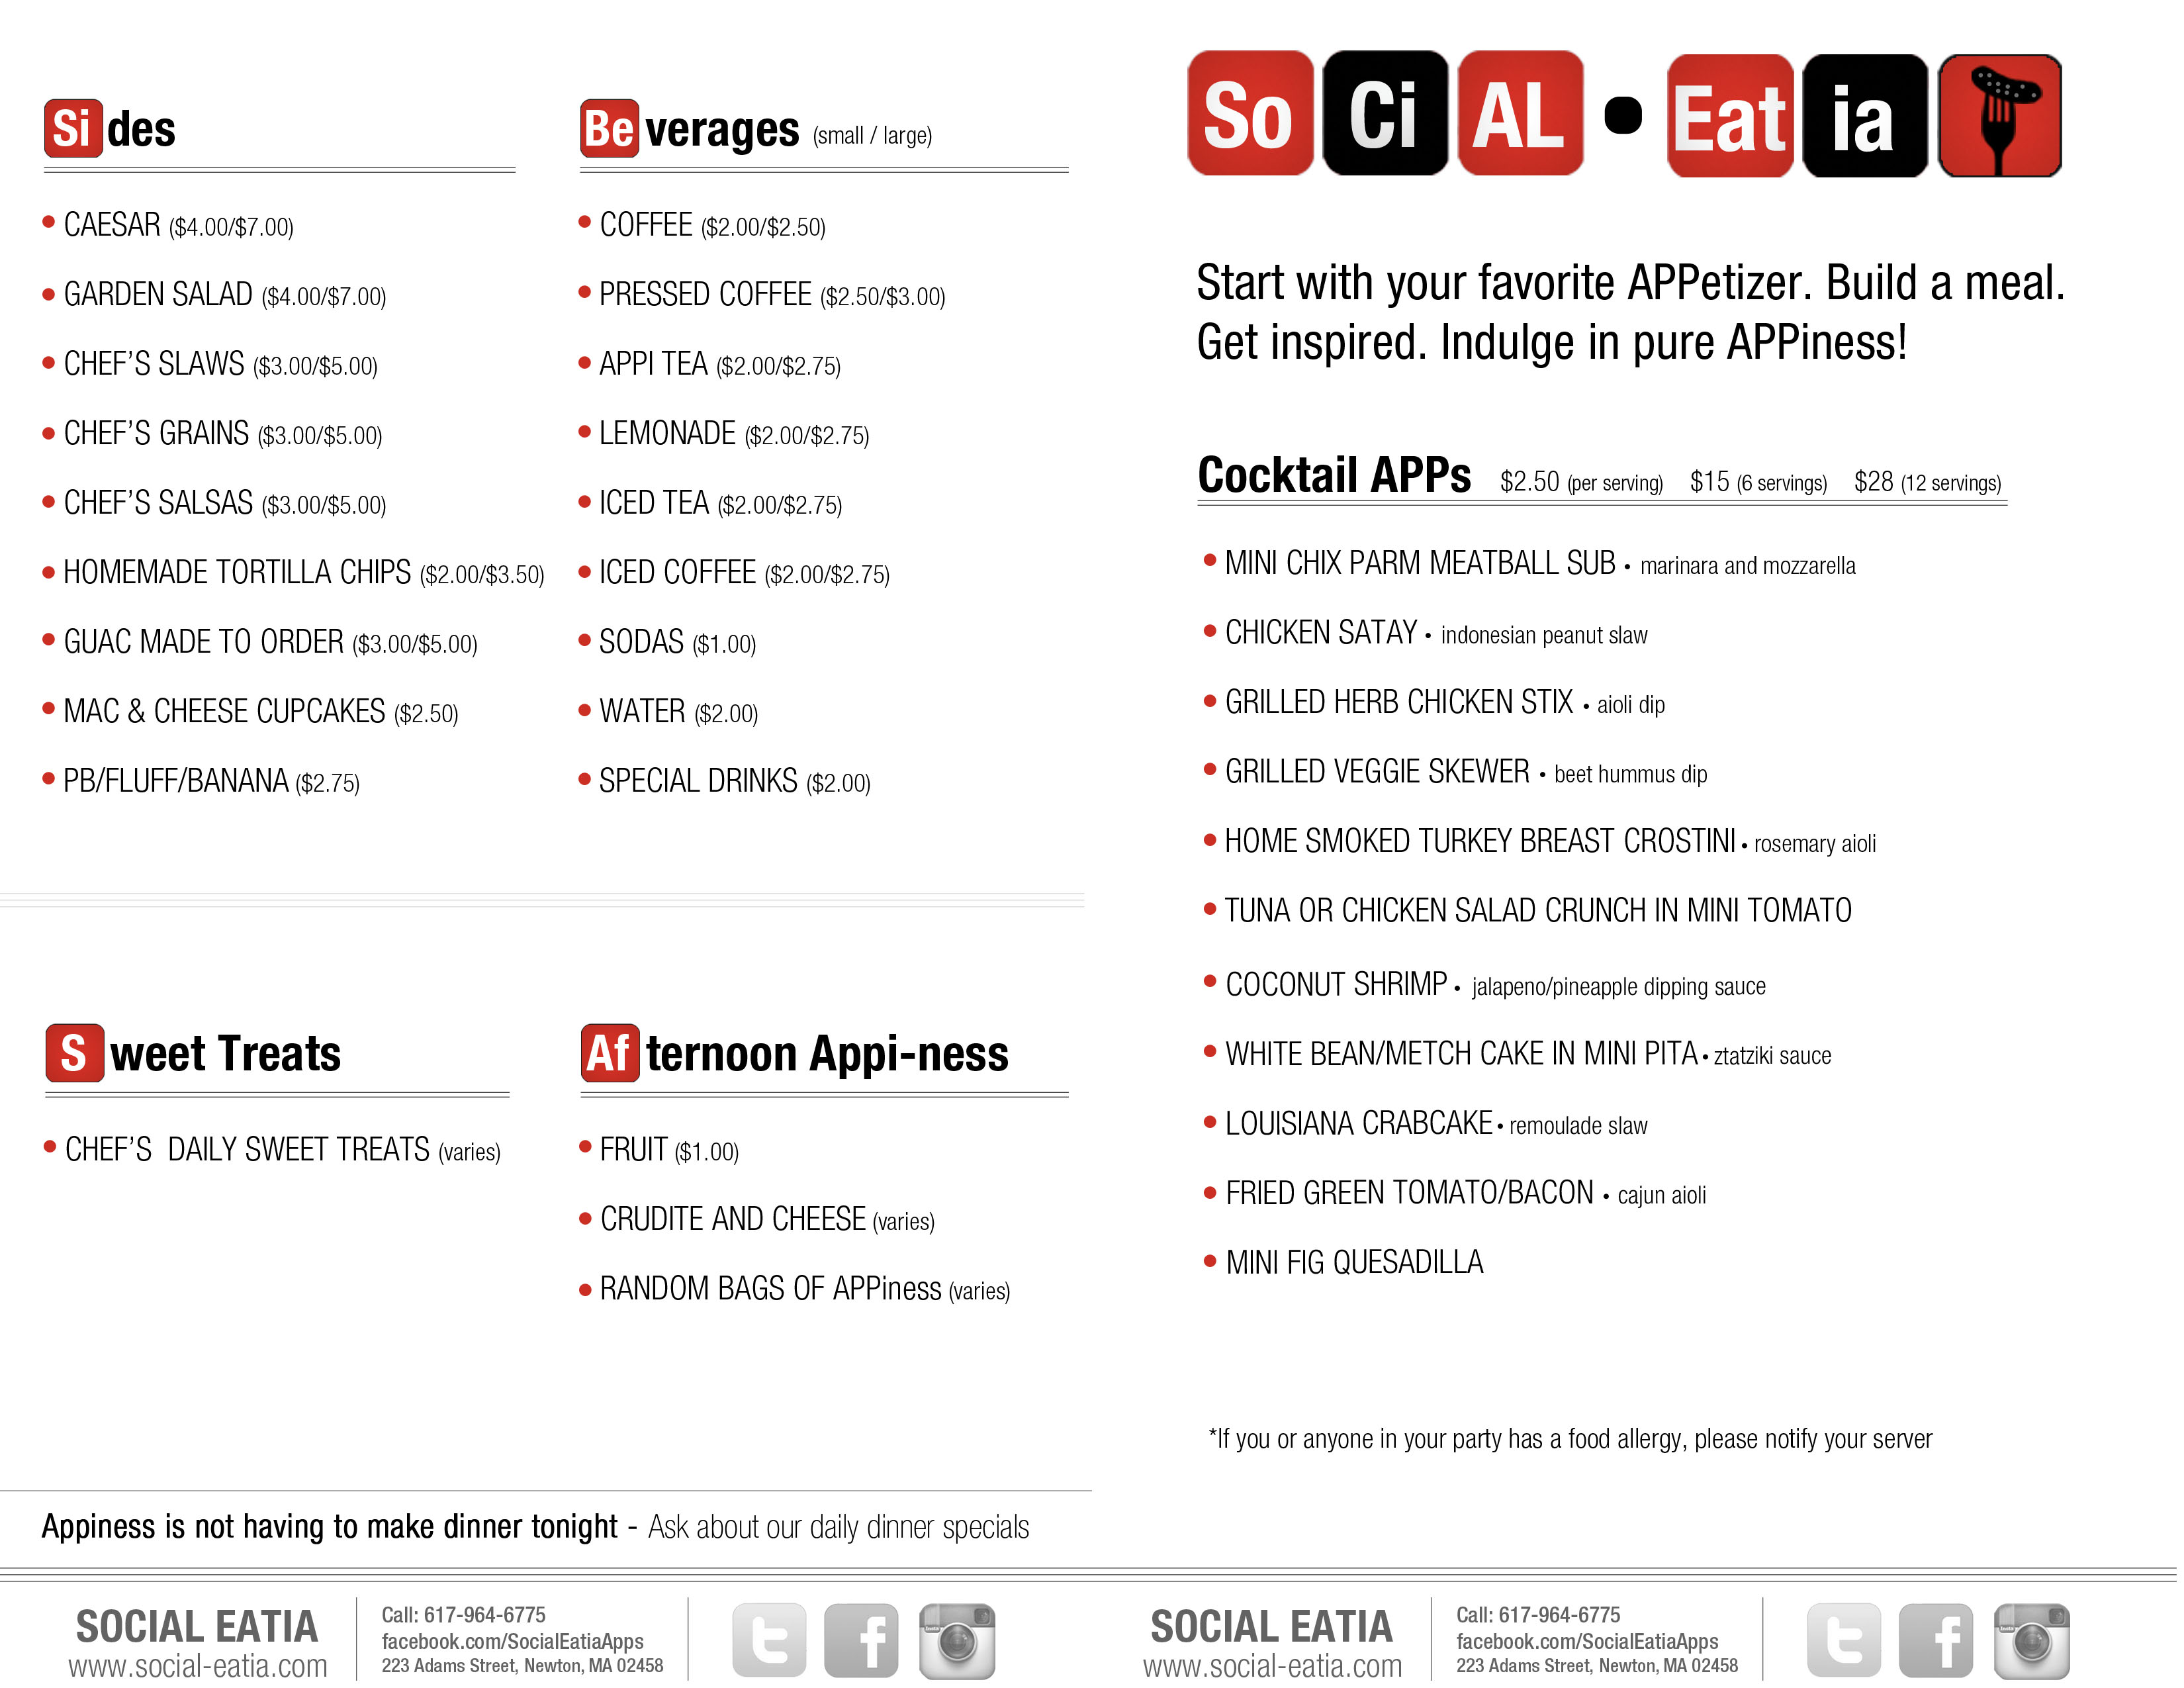 Sides
• CAESAR ($4.00/$7.00)
• GARDEN SALAD ($4.00/$7.00)
• CHEF'S SLAWS ($3.00/$5.00)
• CHEF'S GRAINS ($3.00/$5.00)
• CHEF'S SALSAS ($3.00/$5.00)
• HOMEMADE TORTILLA CHIPS ($2.00/$3.50)
• GUAC MADE TO ORDER ($3.00/$5.00)
• MAC & CHEESE CUPCAKES ($2.50)
• PB/FLUFF/BANANA ($2.75)
Beverages (small / large)
• COFFEE ($2.00/$2.50)
• PRESSED COFFEE ($2.50/$3.00)
• APPI TEA ($2.00/$2.75)
• LEMONADE ($2.00/$2.75)
• ICED TEA ($2.00/$2.75)
• ICED COFFEE ($2.00/$2.75)
• SODAS ($1.00)
• WATER ($2.00)
• SPECIAL DRINKS ($2.00)
Sweet Treats
• CHEF'S DAILY SWEET TREATS (varies)
Afternoon Appi-ness
• FRUIT ($1.00)
• CRUDITE AND CHEESE (varies)
• RANDOM BAGS OF APPiness (varies)
Appiness is not having to make dinner tonight - Ask about our daily dinner specials
SOCIAL EATIA
www.social-eatia.com
Call: 617-964-6775
facebook.com/SocialEatiaApps
223 Adams Street, Newton, MA 02458
SoCiAL • Eatia
Start with your favorite APPetizer. Build a meal.
Get inspired. Indulge in pure APPiness!
Cocktail APPs $2.50 (per serving) $15 (6 servings) $28 (12 servings)
• MINI CHIX PARM MEATBALL SUB • marinara and mozzarella
• CHICKEN SATAY • indonesian peanut slaw
• GRILLED HERB CHICKEN STIX • aioli dip
• GRILLED VEGGIE SKEWER • beet hummus dip
• HOME SMOKED TURKEY BREAST CROSTINI • rosemary aioli
• TUNA OR CHICKEN SALAD CRUNCH IN MINI TOMATO
• COCONUT SHRIMP • jalapeno/pineapple dipping sauce
• WHITE BEAN/METCH CAKE IN MINI PITA • ztatziki sauce
• LOUISIANA CRABCAKE • remoulade slaw
• FRIED GREEN TOMATO/BACON • cajun aioli
• MINI FIG QUESADILLA
*If you or anyone in your party has a food allergy, please notify your server
SOCIAL EATIA
www.social-eatia.com
Call: 617-964-6775
facebook.com/SocialEatiaApps
223 Adams Street, Newton, MA 02458